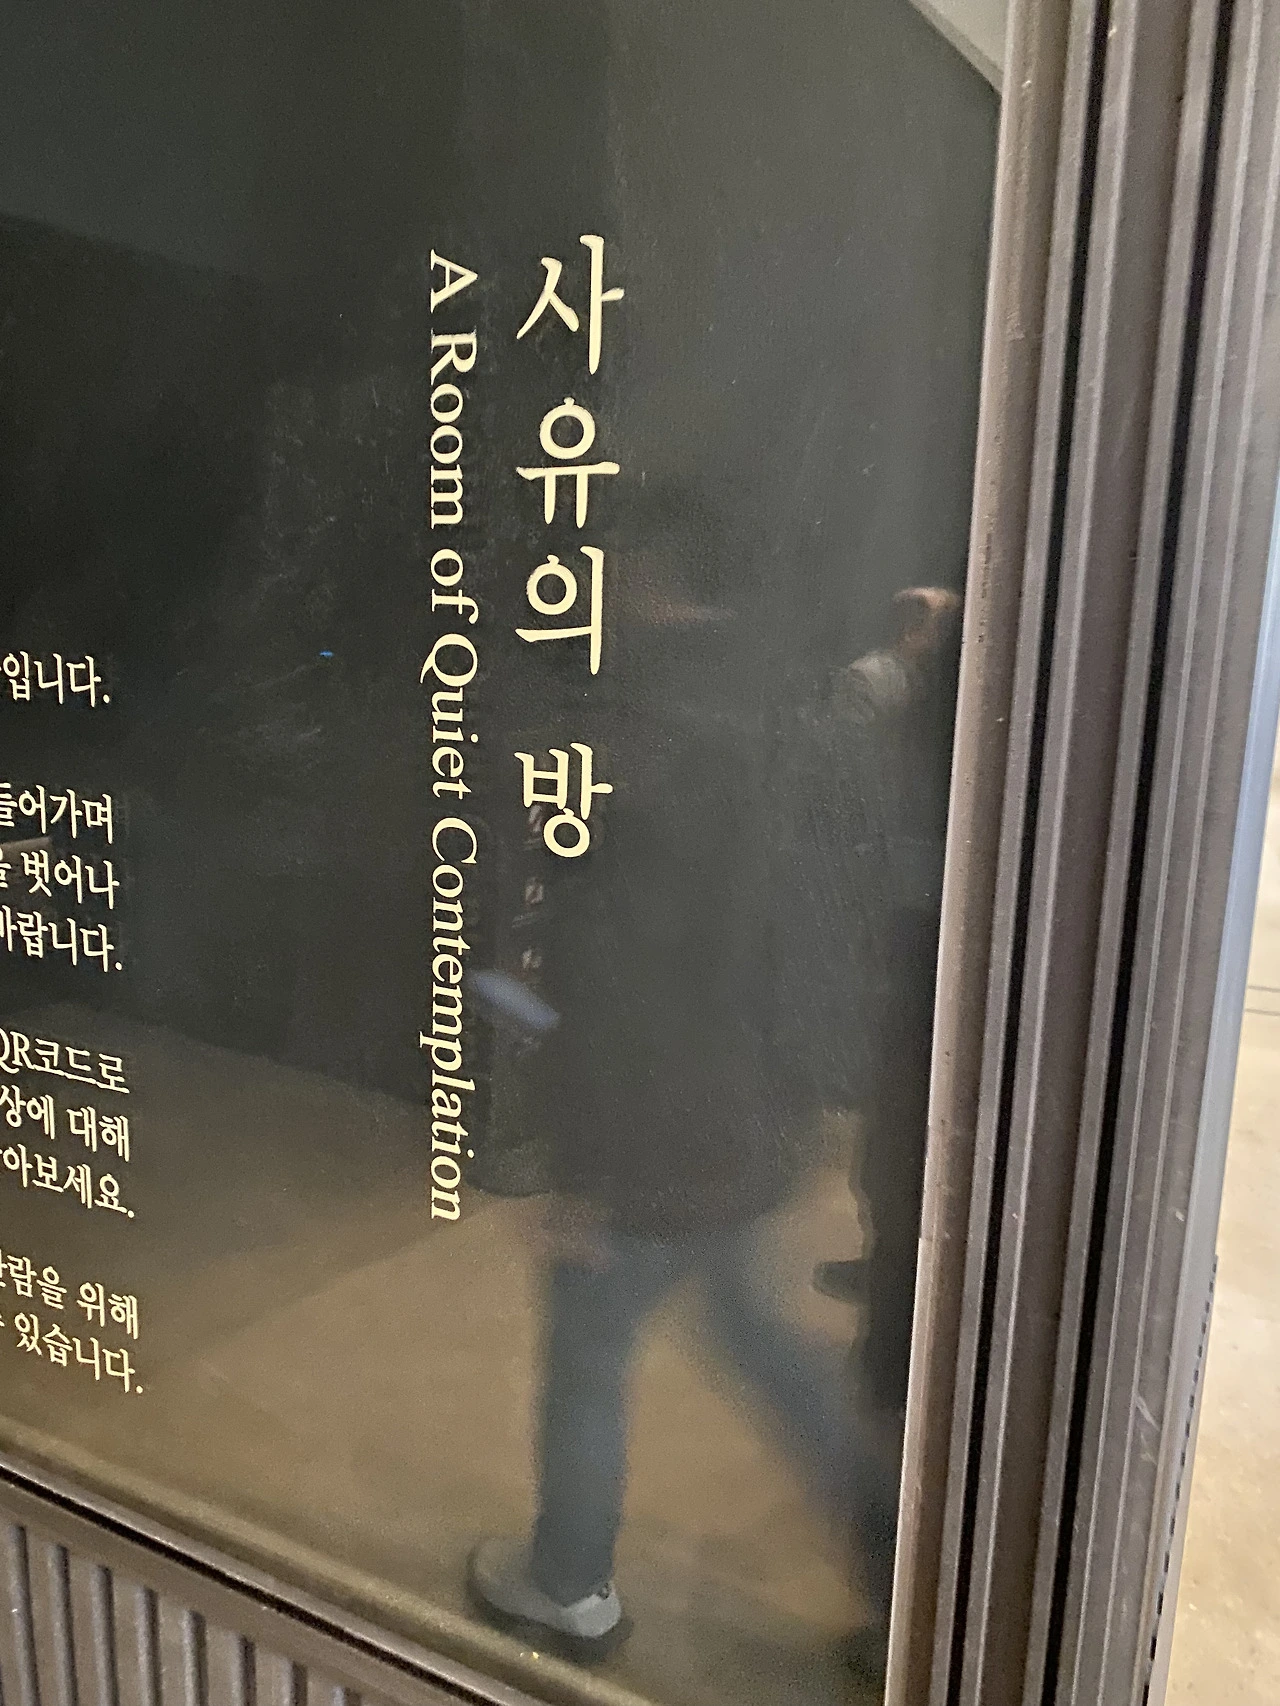 사유의 방
A Room of Quiet Contemplation
입니다.
들어가며
을 벗어나
바랍니다.
QR코드로
상에 대해
아보세요.
람을 위해
있습니다.